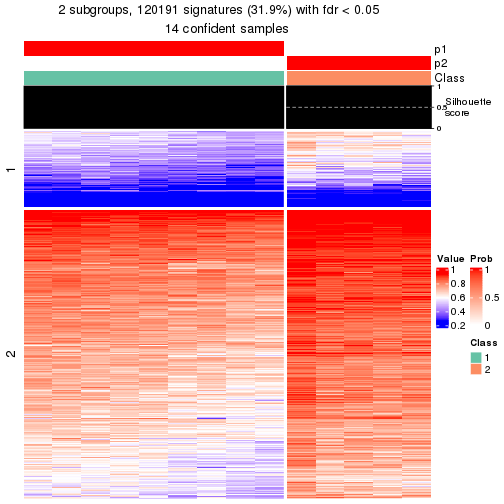 2 subgroups, 120191 signatures (31.9%) with fdr < 0.05
14 confident samples
p1
p2
Class
1
0.5
0
Silhouette
score
1
2
Value
1
0.8
0.6
0.4
0.2
Prob
1
0.5
0
Class
1
2